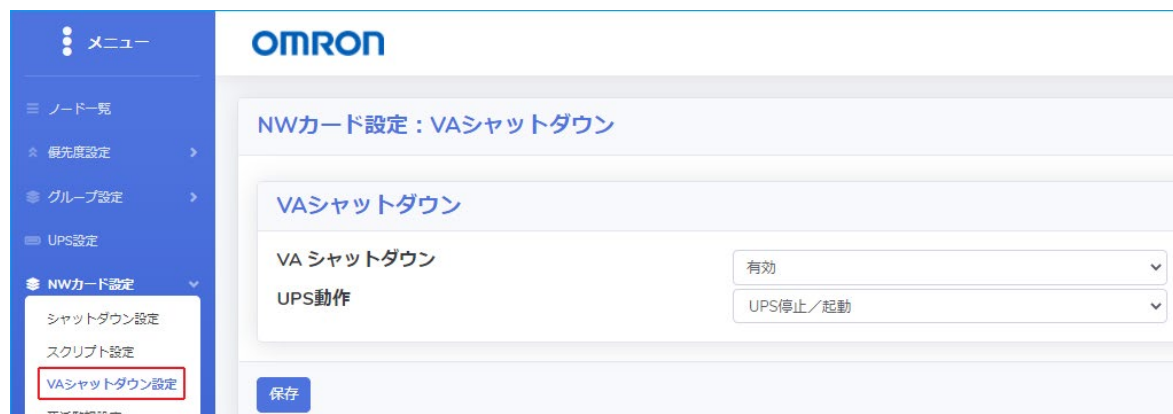 メニュー
OMRON
ノード一覧
優先度設定
グループ設定
UPS設定
NWカード設定
シャットダウン設定
スクリプト設定
VAシャットダウン設定
NWカード設定：VAシャットダウン
VAシャットダウン
VA シャットダウン
有効
UPS動作
UPS停止／起動
保存